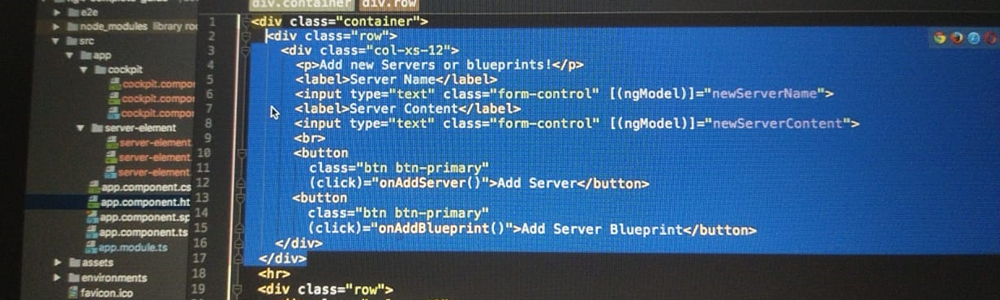 div.container div.row
e2e
node_modules library
src
app
cockpit
cockpit.compo
cockpit.compo
cockpit.compo
server-element
server-element
server-element
server-element
app.component.cs
app.component.ht
app.component.sp
app.component.ts
app.module.ts
assets
environments
favicon.ico
1 <div class="container">
2 <div class="row">
3 <div class="col-xs-12">
4 <p>Add new Servers or blueprints!</p>
5 <label>Server Name</label>
6 <input type="text" class="form-control" [(ngModel)]="newServerName">
7 <label>Server Content</label>
8 <input type="text" class="form-control" [(ngModel)]="newServerContent">
9 <br>
10 <button
11 class="btn btn-primary"
12 (click)="onAddServer()">Add Server</button>
13 <button
14 class="btn btn-primary"
15 (click)="onAddBlueprint()">Add Server Blueprint</button>
16 </div>
17 </div>
18 <hr>
19 <div class="row">